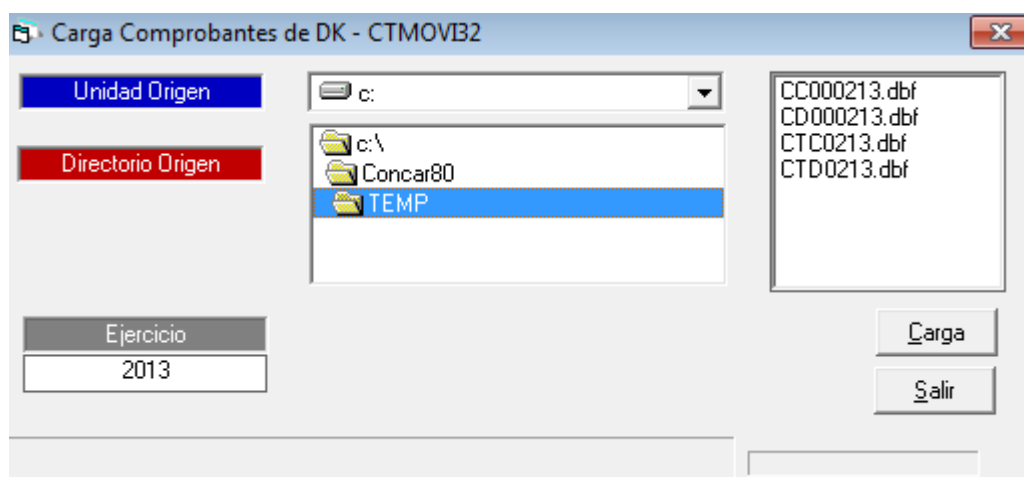 Carga Comprobantes de DK - CTMOVI32
Unidad Origen
c:
Directorio Origen
c:\
Concar80
TEMP
CC000213.dbf
CD000213.dbf
CTC0213.dbf
CTD0213.dbf
Ejercicio
2013
Carga
Salir